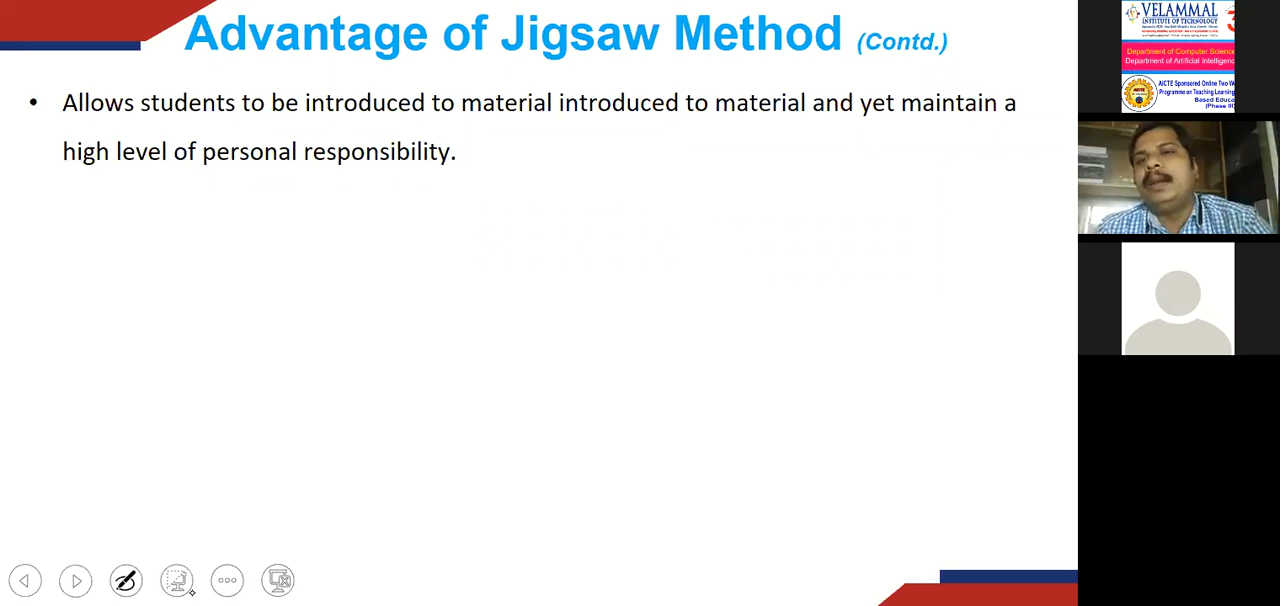 Advantage of Jigsaw Method (Contd.)
• Allows students to be introduced to material introduced to material and yet maintain a
high level of personal responsibility.
VELAMMAL
INSTITUTE OF TECHNOLOGY
Department of Computer Science
Department of Artificial Intelligenc
AICTE Sponsored Online Two We
Programme on Teaching Learning
Based Educa
(Phase III)